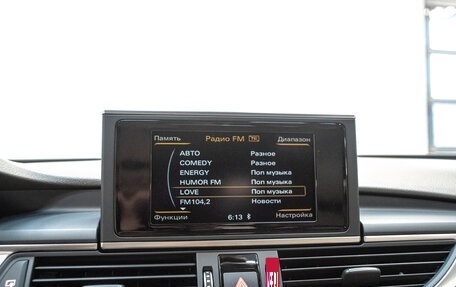 Память Радио FM TP Диапазон
АВТО Разное
COMEDY Разное
ENERGY Поп музыка
HUMOR FM Поп музыка
LOVE Поп музыка
FM104,2 Новости
Функции 6:13 Настройка